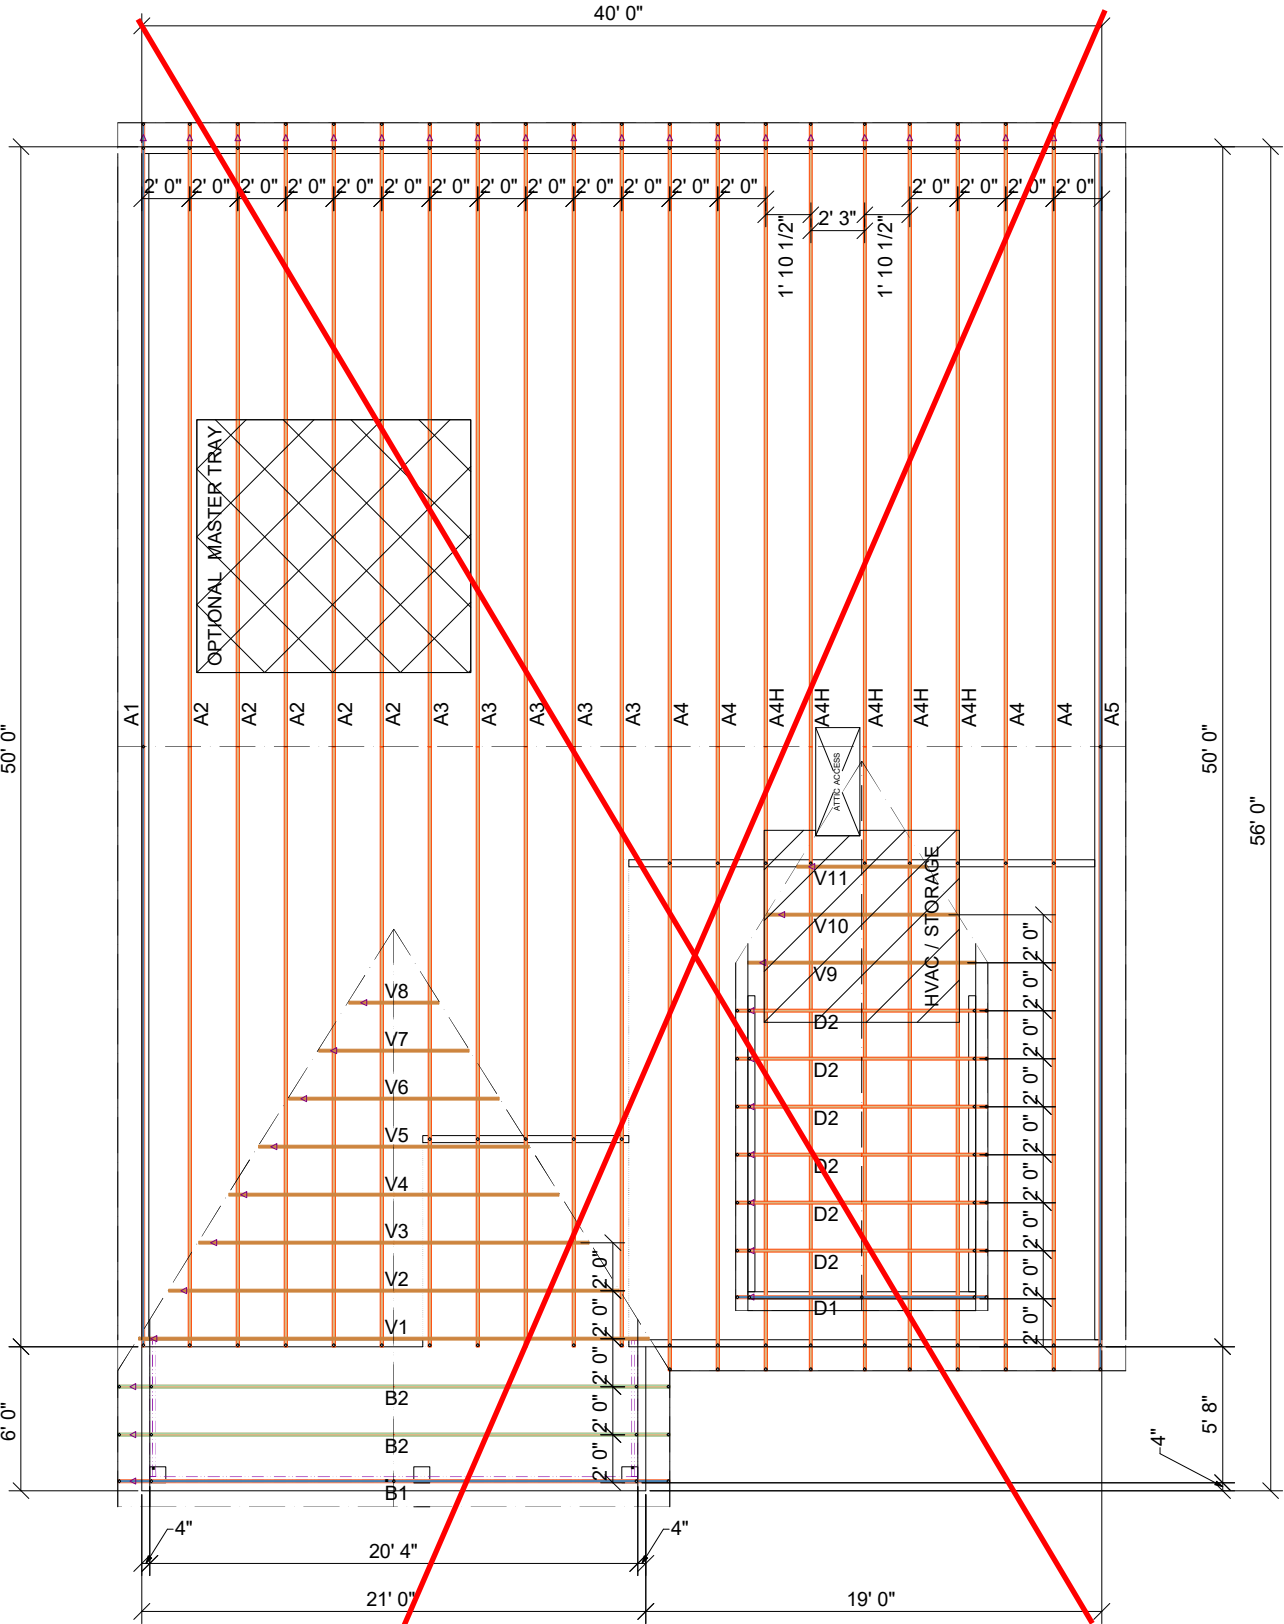 40' 0"
2' 0" 2' 0" 2' 0" 2' 0" 2' 0" 2' 0" 2' 0" 2' 0" 2' 0" 2' 0" 2' 0" 2' 0" 2' 0" 2' 0" 2' 0" 2' 0" 2' 0"
1' 10 1/2" 2' 3" 1' 10 1/2"
OPTIONAL MASTER TRAY
A1 A2 A2 A2 A2 A2 A3 A3 A3 A3 A3 A4 A4 A4H A4H A4H A4H A4H A4 A4 A5
50' 0"
50' 0"
56' 0"
ATTIC ACCESS
HVAC / STORAGE
V11
V10
V9
2' 0"
2' 0"
2' 0"
2' 0"
2' 0"
2' 0"
2' 0"
2' 0"
2' 0"
D2
D2
D2
D2
D2
D2
D1
V8
V7
V6
V5
V4
V3
V2
V1
2' 0"
2' 0"
2' 0"
2' 0"
2' 0"
B2
B2
B1
6' 0"
5' 8"
4"
4" 4"
20' 4"
21' 0" 19' 0"